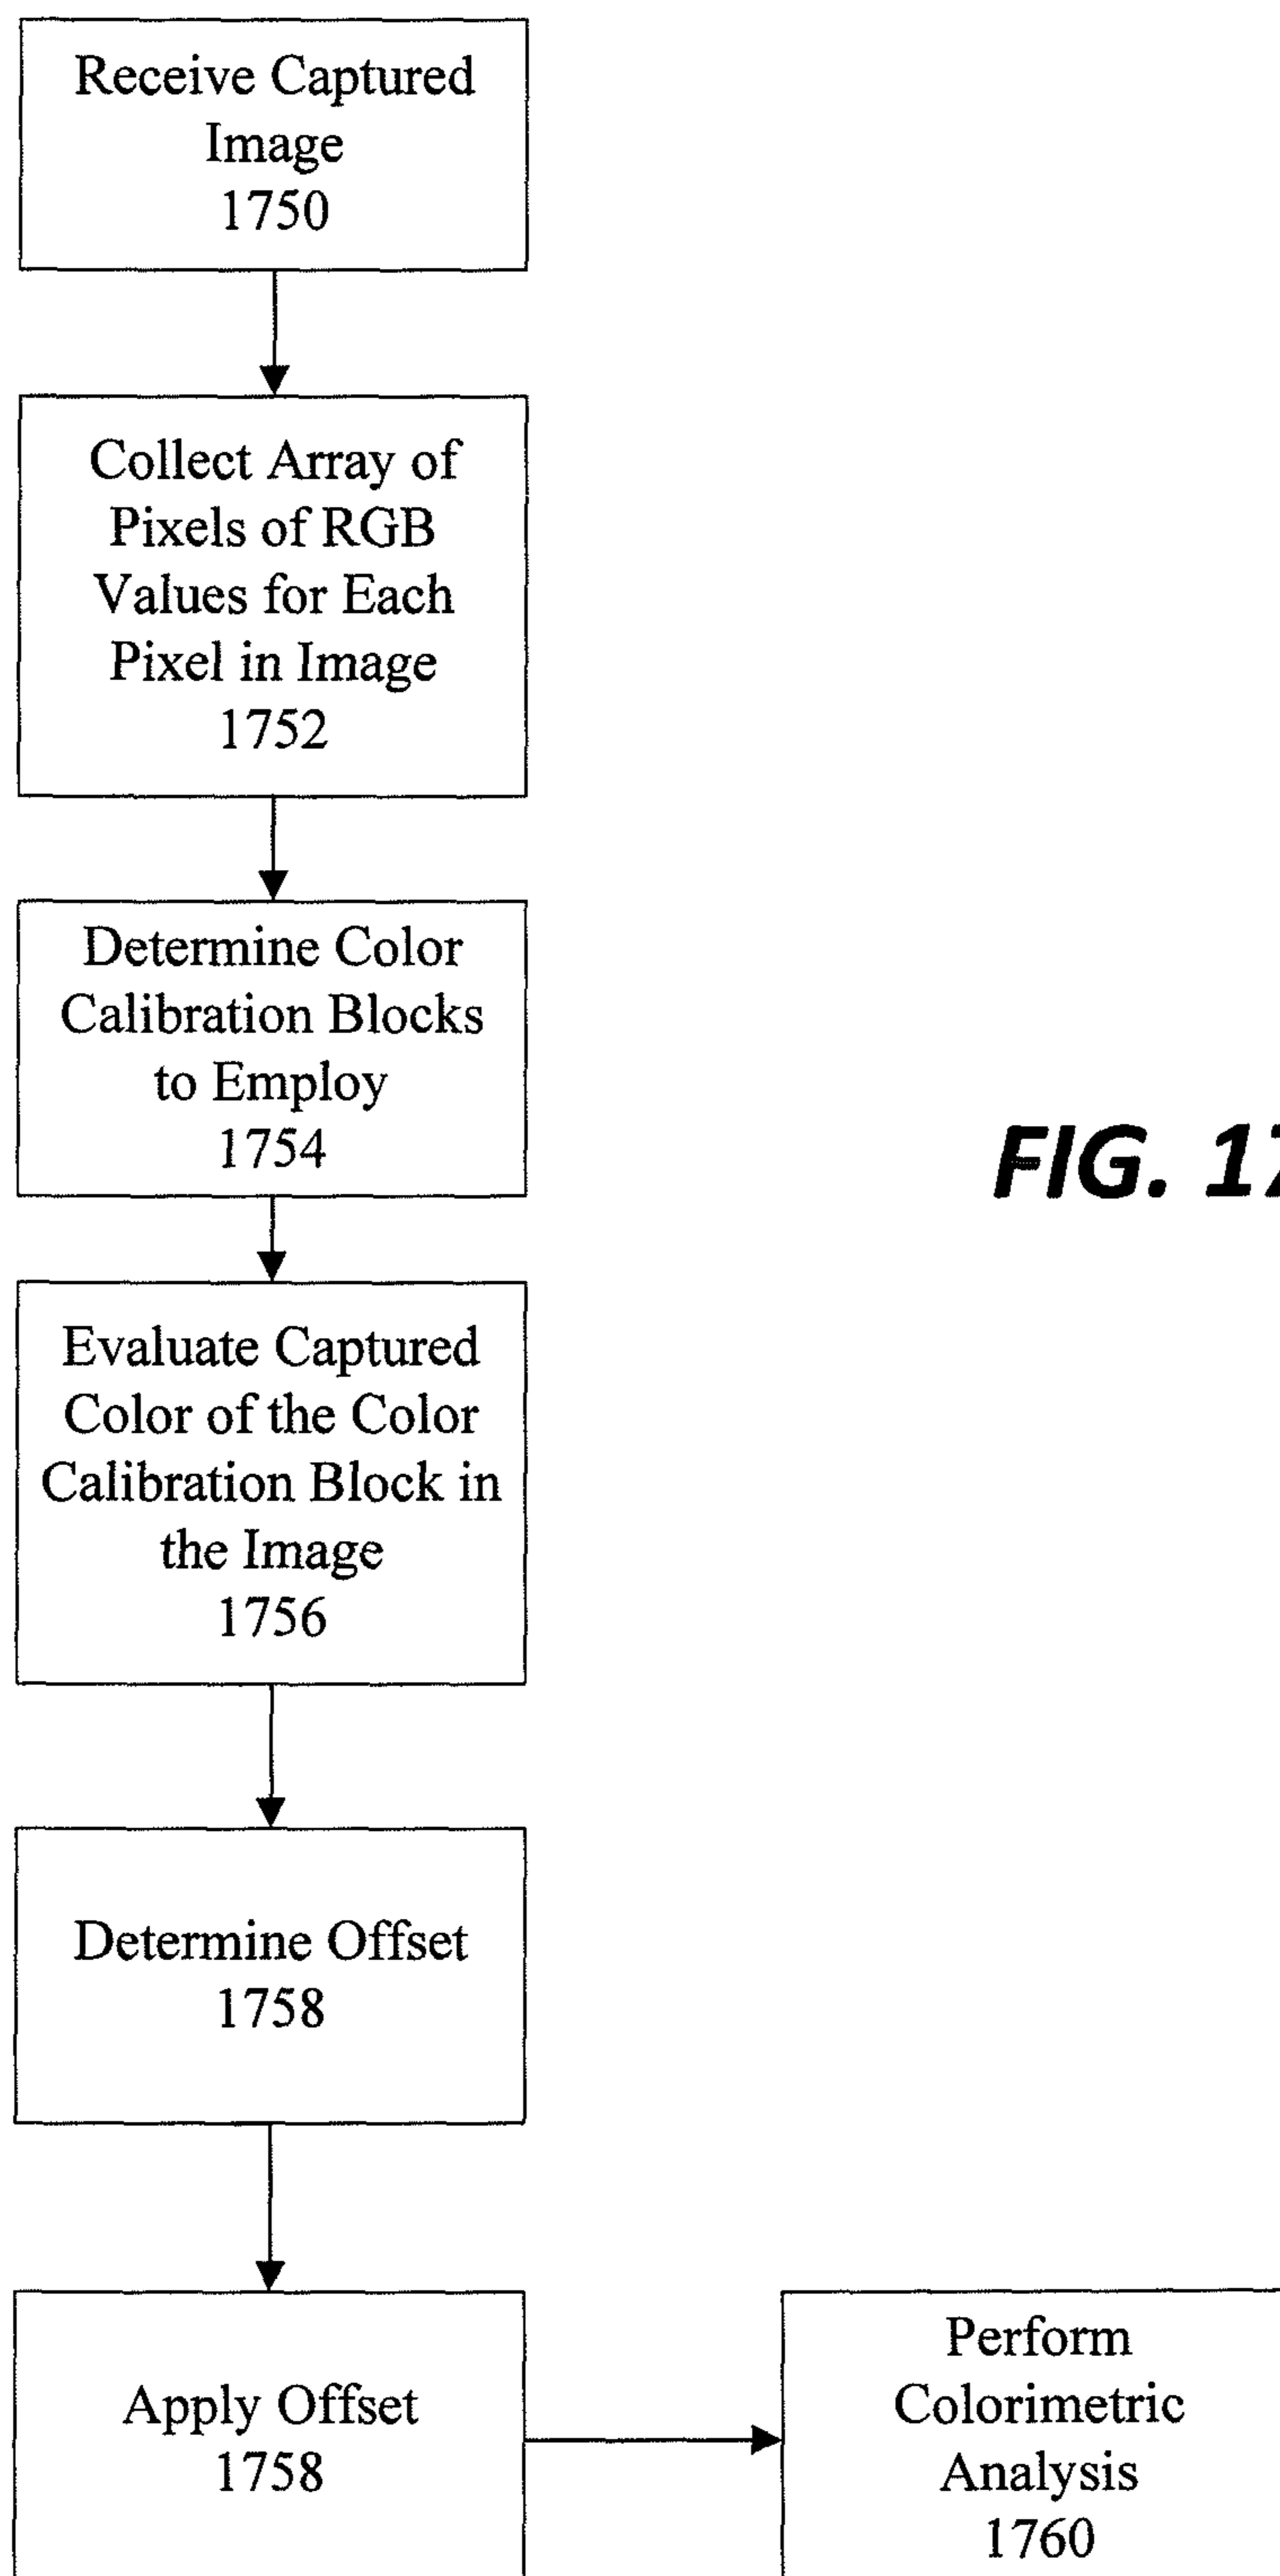 Receive Captured
Image
1750
Collect Array of
Pixels of RGB
Values for Each
Pixel in Image
1752
Determine Color
Calibration Blocks
to Employ
1754
FIG. 17
Evaluate Captured
Color of the Color
Calibration Block in
the Image
1756
Determine Offset
1758
Apply Offset
1758
Perform
Colorimetric
Analysis
1760